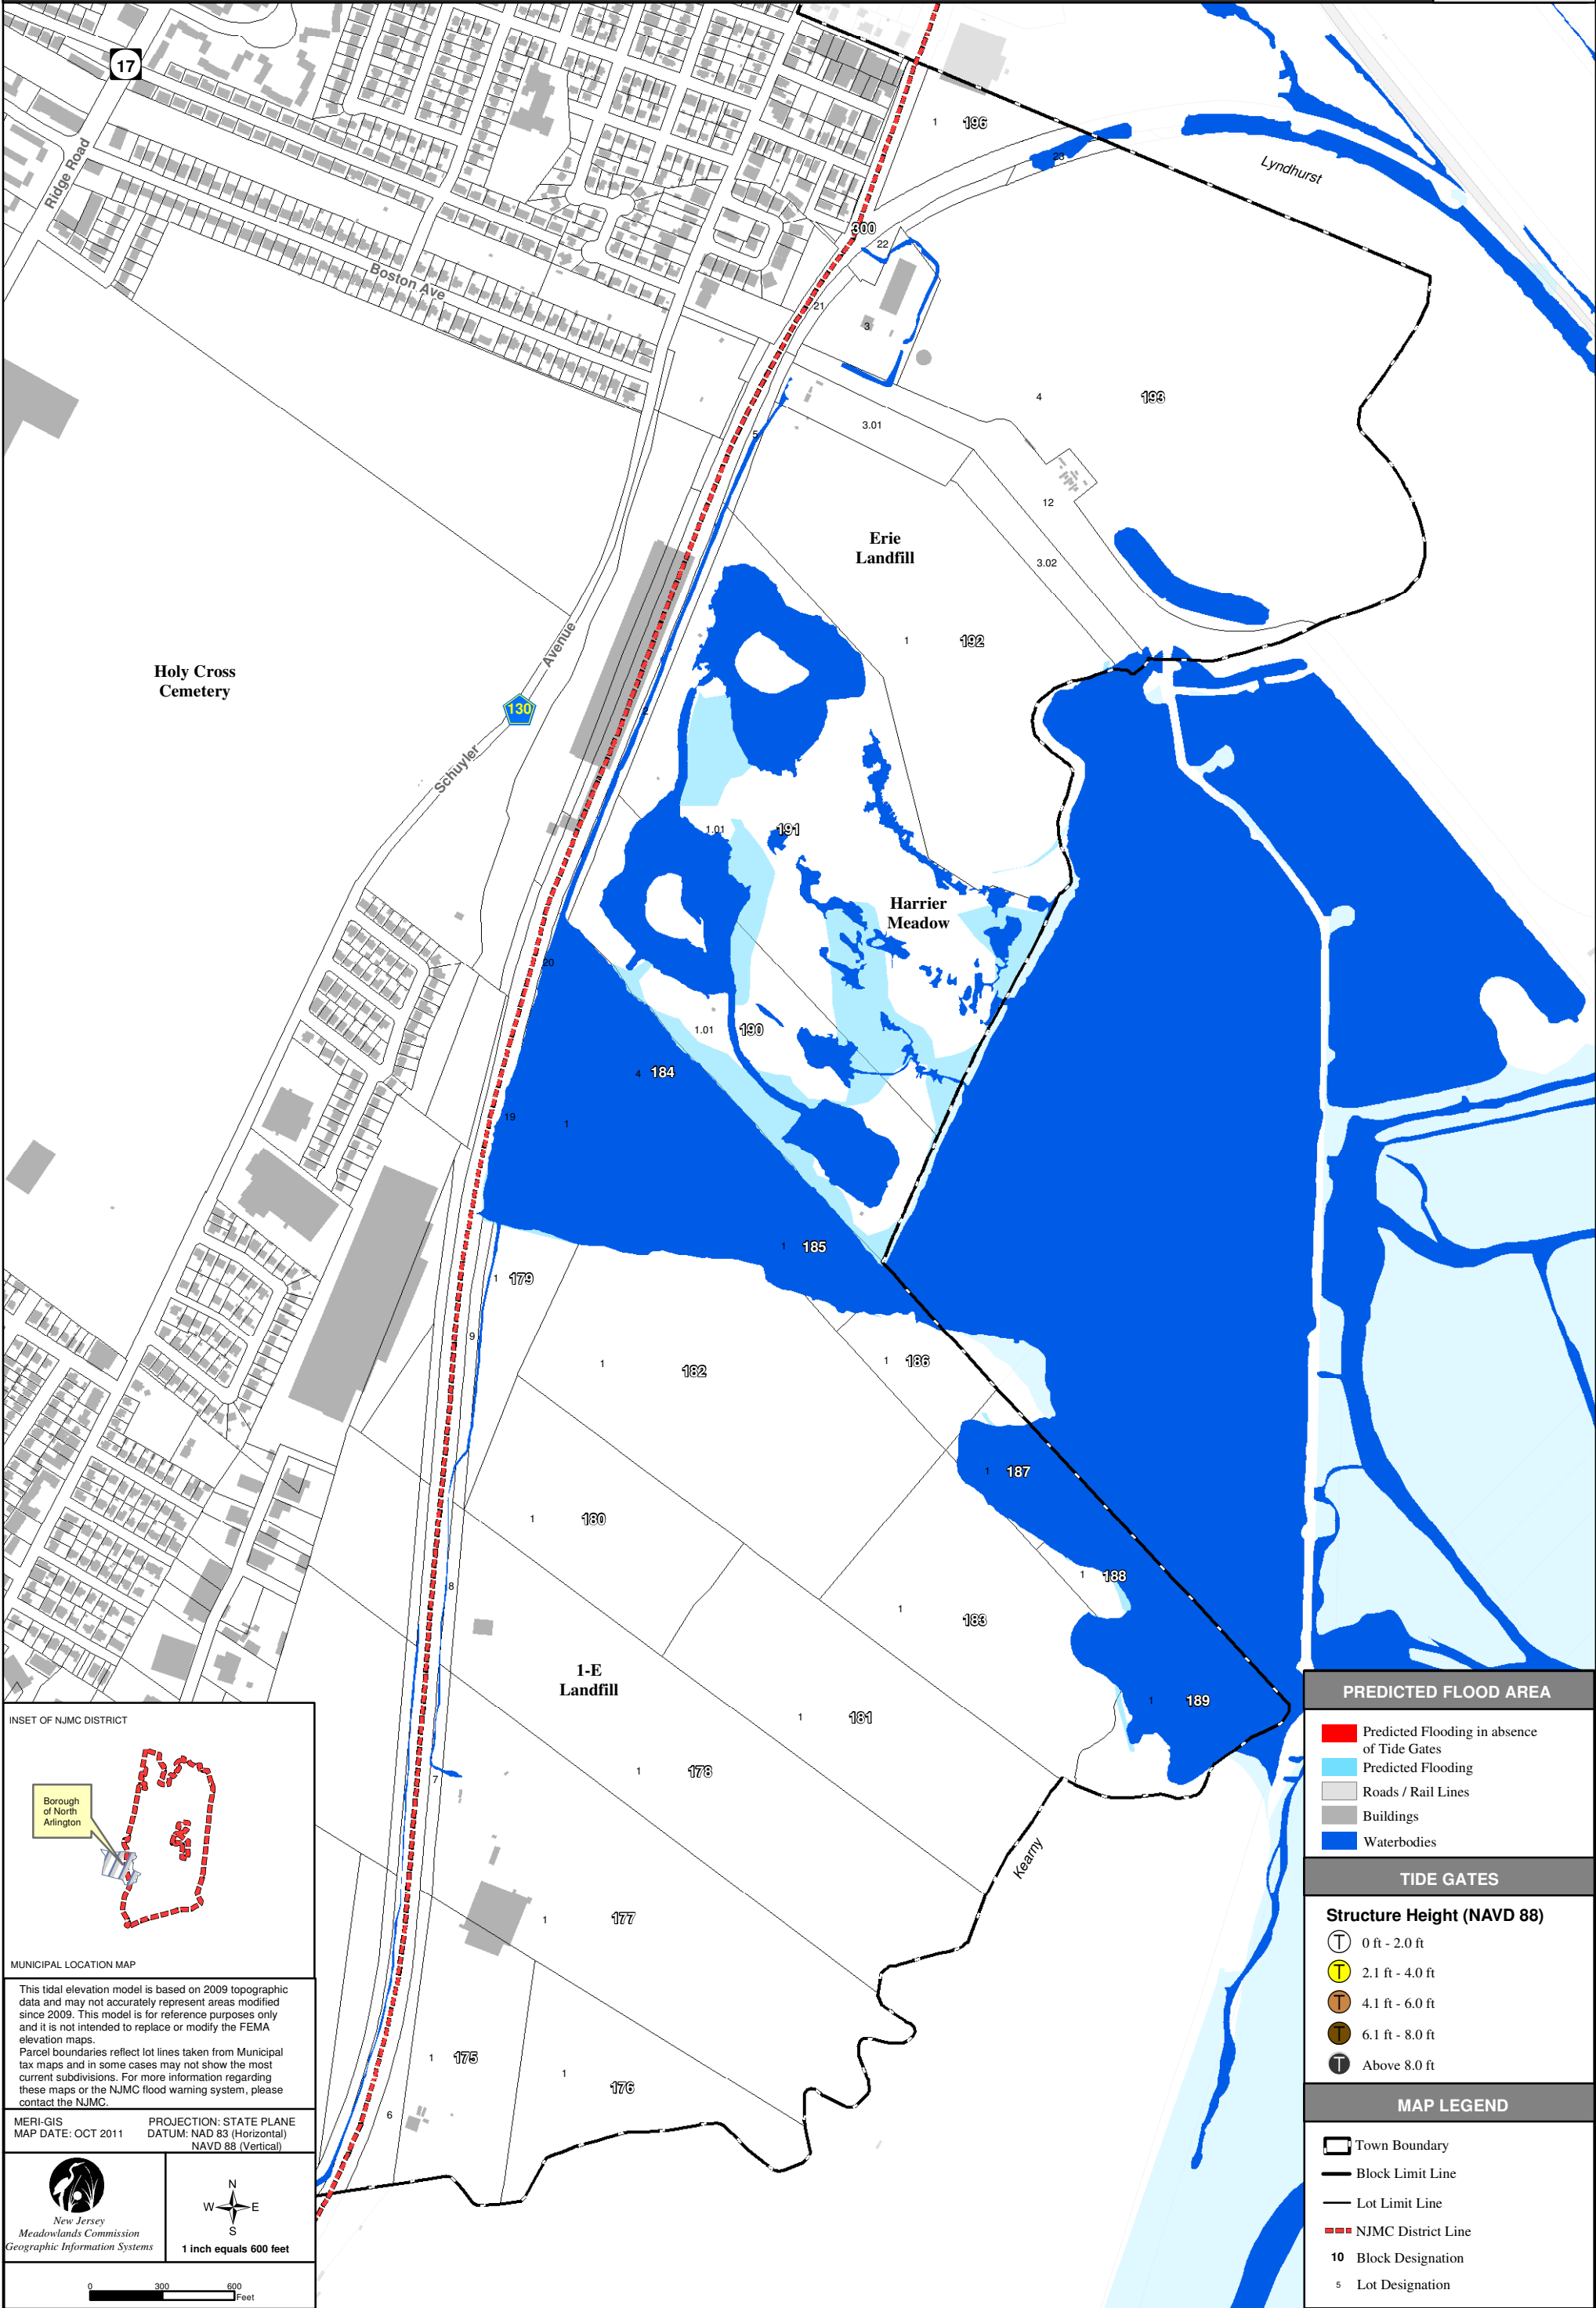 17
Ridge Road
Boston Ave
1 196
23
Lyndhurst
300
22
21
3
4 193
3.01
5
12
Erie
Landfill
3.02
1 192
Holy Cross
Cemetery
Avenue
130
2
Schuyler
1.01 191
Harrier
Meadow
20
1.01 190
4 184
19
1
1 185
1 179
9
1 182
1 186
1 187
1 180
1 188
8
1 183
1-E
Landfill
1 189
1 181
1 178
7
Kearny
1 177
1 175
1 176
6
INSET OF NJMC DISTRICT
Borough
of North
Arlington
MUNICIPAL LOCATION MAP
This tidal elevation model is based on 2009 topographic
data and may not accurately represent areas modified
since 2009. This model is for reference purposes only
and it is not intended to replace or modify the FEMA
elevation maps.
Parcel boundaries reflect lot lines taken from Municipal
tax maps and in some cases may not show the most
current subdivisions. For more information regarding
these maps or the NJMC flood warning system, please
contact the NJMC.
MERI-GIS
MAP DATE: OCT 2011
PROJECTION: STATE PLANE
DATUM: NAD 83 (Horizontal)
NAVD 88 (Vertical)
New Jersey
Meadowlands Commission
Geographic Information Systems
N
W E
S
1 inch equals 600 feet
0 300 600
Feet
PREDICTED FLOOD AREA
Predicted Flooding in absence
of Tide Gates
Predicted Flooding
Roads / Rail Lines
Buildings
Waterbodies
TIDE GATES
Structure Height (NAVD 88)
T 0 ft - 2.0 ft
T 2.1 ft - 4.0 ft
T 4.1 ft - 6.0 ft
T 6.1 ft - 8.0 ft
T Above 8.0 ft
MAP LEGEND
Town Boundary
Block Limit Line
Lot Limit Line
NJMC District Line
10 Block Designation
5 Lot Designation